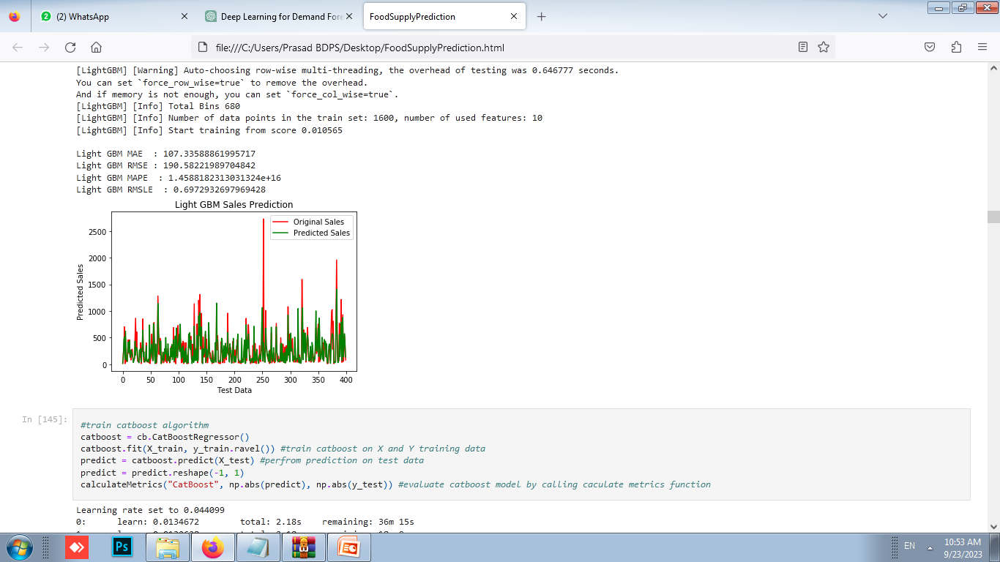 (2) WhatsApp
Deep Learning for Demand Fore
FoodSupplyPrediction
file:///C:/Users/Prasad BDPS/Desktop/FoodSupplyPrediction.html
[LightGBM] [Warning] Auto-choosing row-wise multi-threading, the overhead of testing was 0.646777 seconds.
You can set `force_row_wise=true` to remove the overhead.
And if memory is not enough, you can set `force_col_wise=true`.
[LightGBM] [Info] Total Bins 680
[LightGBM] [Info] Number of data points in the train set: 1600, number of used features: 10
[LightGBM] [Info] Start training from score 0.010565
Light GBM MAE  : 107.33588861995717
Light GBM RMSE : 190.58221989704842
Light GBM MAPE  : 1.4588182313031324e+16
Light GBM RMSLE  : 0.6972932697969428
Light GBM Sales Prediction
Original Sales
Predicted Sales
2500
2000
1500
1000
500
0
Predicted Sales
0 50 100 150 200 250 300 350 400
Test Data
In [145]:
#train catboost algorithm
catboost = cb.CatBoostRegressor()
catboost.fit(X_train, y_train.ravel()) #train catboost on X and Y training data
predict = catboost.predict(X_test) #perfrom prediction on test data
predict = predict.reshape(-1, 1)
calculateMetrics("CatBoost", np.abs(predict), np.abs(y_test)) #evaluate catboost model by calling caculate metrics function
Learning rate set to 0.044099
0: learn: 0.0134672 total: 2.18s remaining: 36m 15s
Ps
EN
10:53 AM
9/23/2023